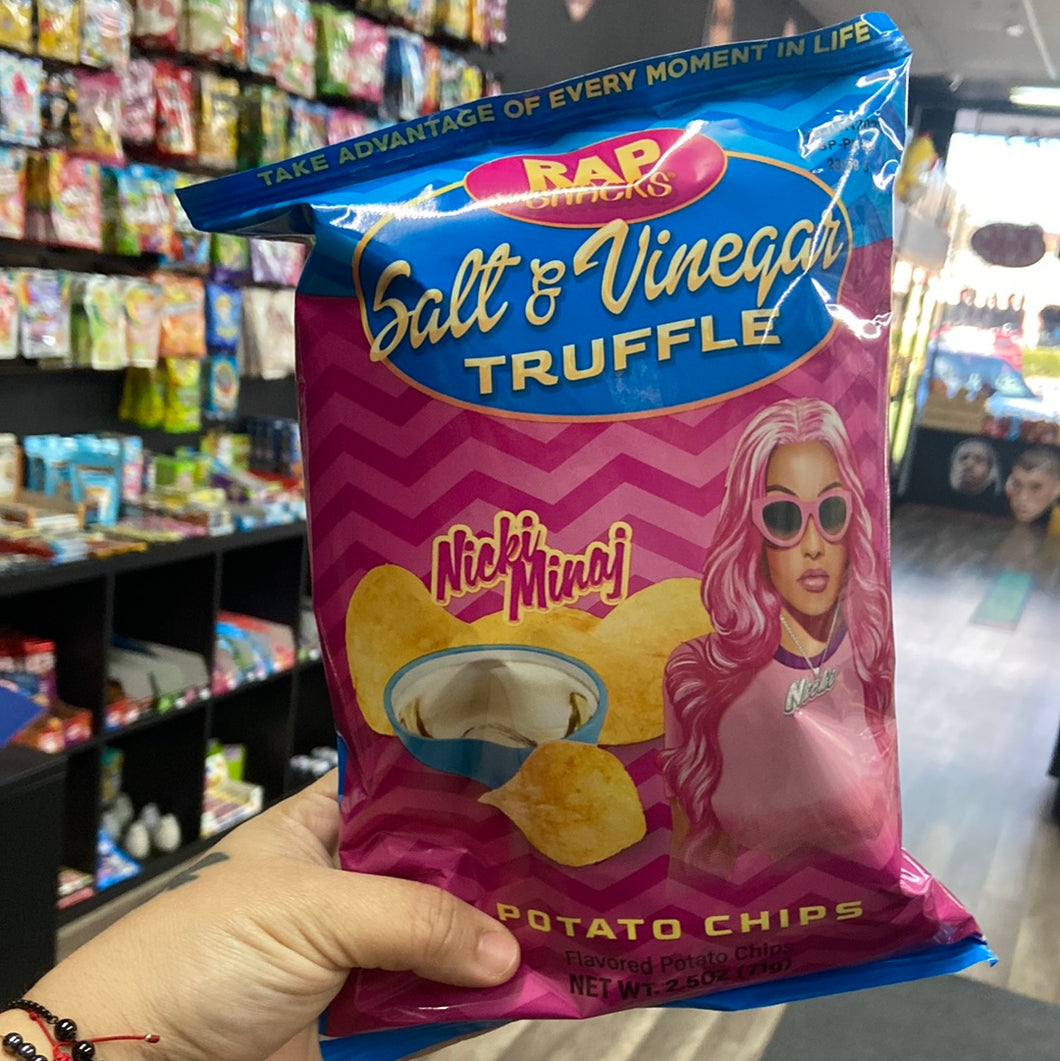 TAKE ADVANTAGE OF EVERY MOMENT IN LIFE
RAP
SNACKS®
Salt & Vinegar
TRUFFLE
Nicki
Minaj
Nicki
POTATO CHIPS
Flavored Potato Chips
NET WT. 2.5OZ (71g)